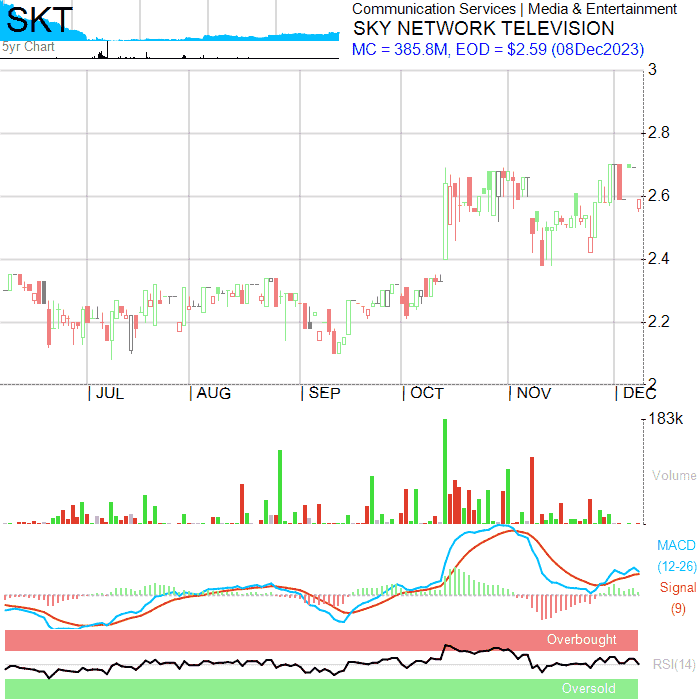 SKT
5yr Chart
Communication Services | Media & Entertainment
SKY NETWORK TELEVISION
MC = 385.8M, EOD = $2.59 (08Dec2023)
3
2.8
2.6
2.4
2.2
2
| JUL | AUG | SEP | OCT | NOV | DEC
183k
Volume
MACD
(12-26)
Signal
(9)
Overbought
RSI(14)
Oversold